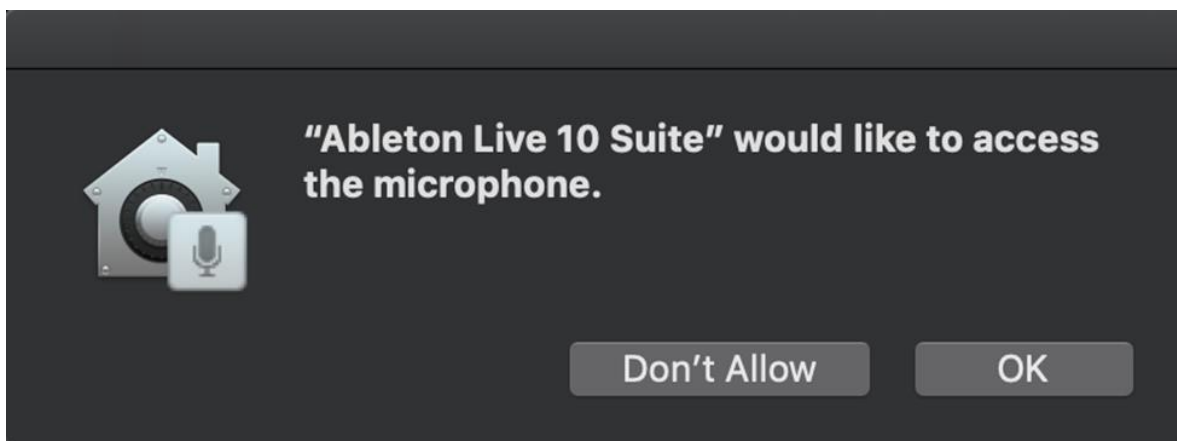 “Ableton Live 10 Suite” would like to access
the microphone.
Don’t Allow OK